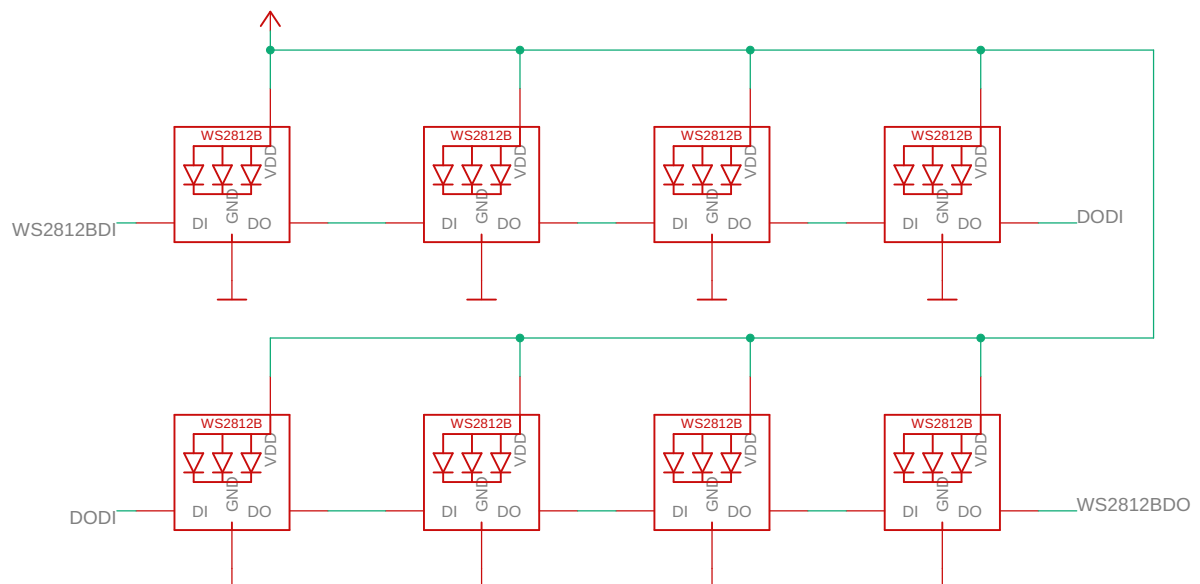 WS2812B WS2812B WS2812B WS2812B
VDD VDD VDD VDD
GND GND GND GND
WS2812BDI DI DO DI DO DI DO DI DO DODI
WS2812B WS2812B WS2812B WS2812B
VDD VDD VDD VDD
GND GND GND GND
DODI DI DO DI DO DI DO DI DO WS2812BDO